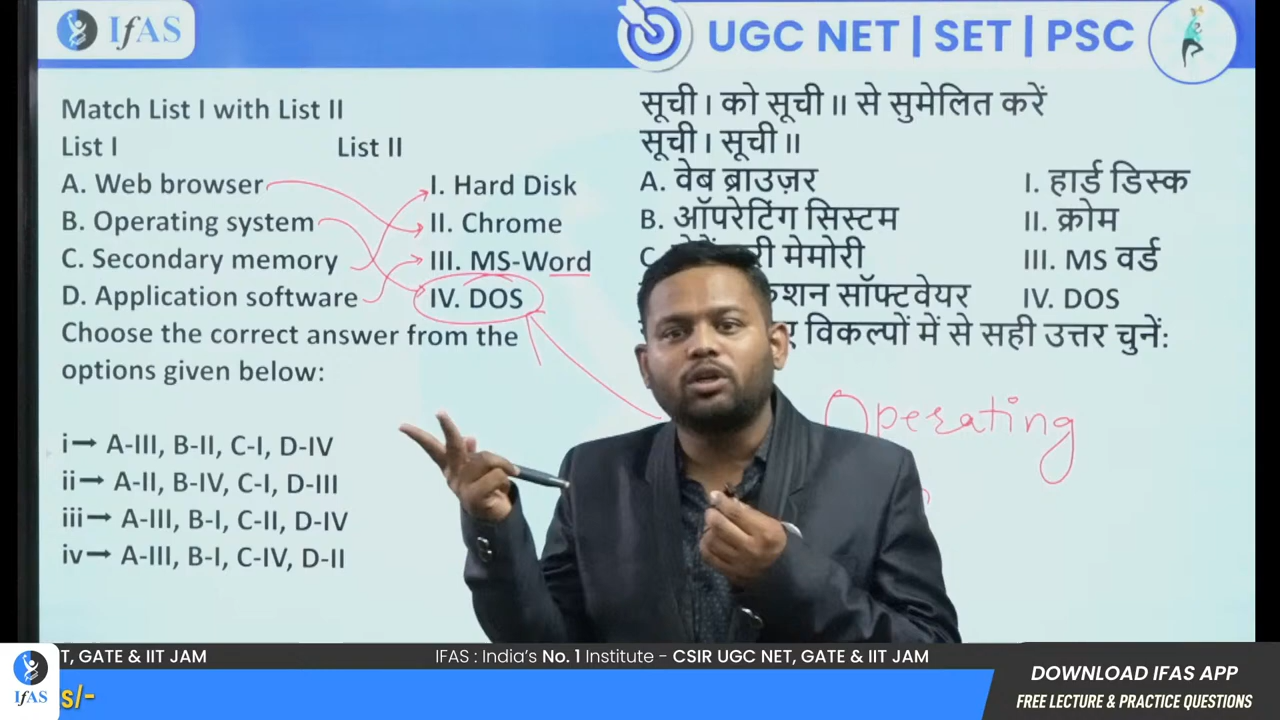 IfAS
UGC NET | SET | PSC
Match List I with List II
List I List II
A. Web browser I. Hard Disk
B. Operating system II. Chrome
C. Secondary memory III. MS-Word
D. Application software IV. DOS
Choose the correct answer from the
options given below:
i→ A-III, B-II, C-I, D-IV
ii→ A-II, B-IV, C-I, D-III
iii→ A-III, B-I, C-II, D-IV
iv→ A-III, B-I, C-IV, D-II
सूची। को सूची॥ से सुमेलित करें
सूची। सूची॥
A. वेब ब्राउज़र I. हार्ड डिस्क
B. ऑपरेटिंग सिस्टम II. क्रोम
C. मेमोरी III. MS वर्ड
सॉफ्टवेयर IV. DOS
विकल्पों में से सही उत्तर चुनें:
Operating
T, GATE & IIT JAM IFAS : India's No. 1 Institute - CSIR UGC NET, GATE & IIT JAM
IfAS
s/-
DOWNLOAD IFAS APP
FREE LECTURE & PRACTICE QUESTIONS